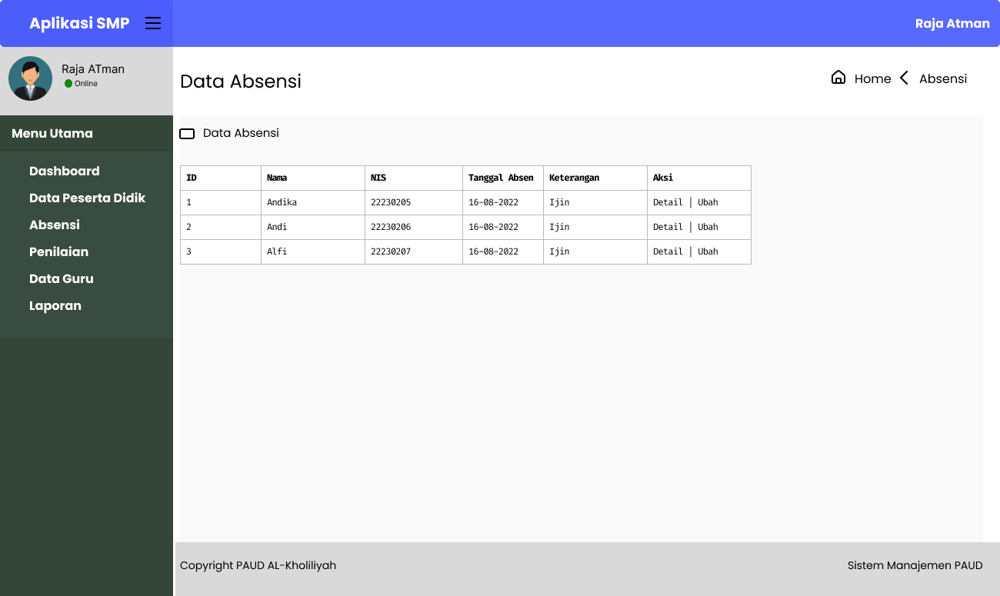 Aplikasi SMP
Raja Atman
Raja ATman
Online
Menu Utama
Dashboard
Data Peserta Didik
Absensi
Penilaian
Data Guru
Laporan
Data Absensi
Home Absensi
Data Absensi
ID Nama NIS Tanggal Absen Keterangan Aksi
1 Andika 22230205 16-08-2022 Ijin Detail | Ubah
2 Andi 22230206 16-08-2022 Ijin Detail | Ubah
3 Alfi 22230207 16-08-2022 Ijin Detail | Ubah
Copyright PAUD AL-Kholiliyah
Sistem Manajemen PAUD